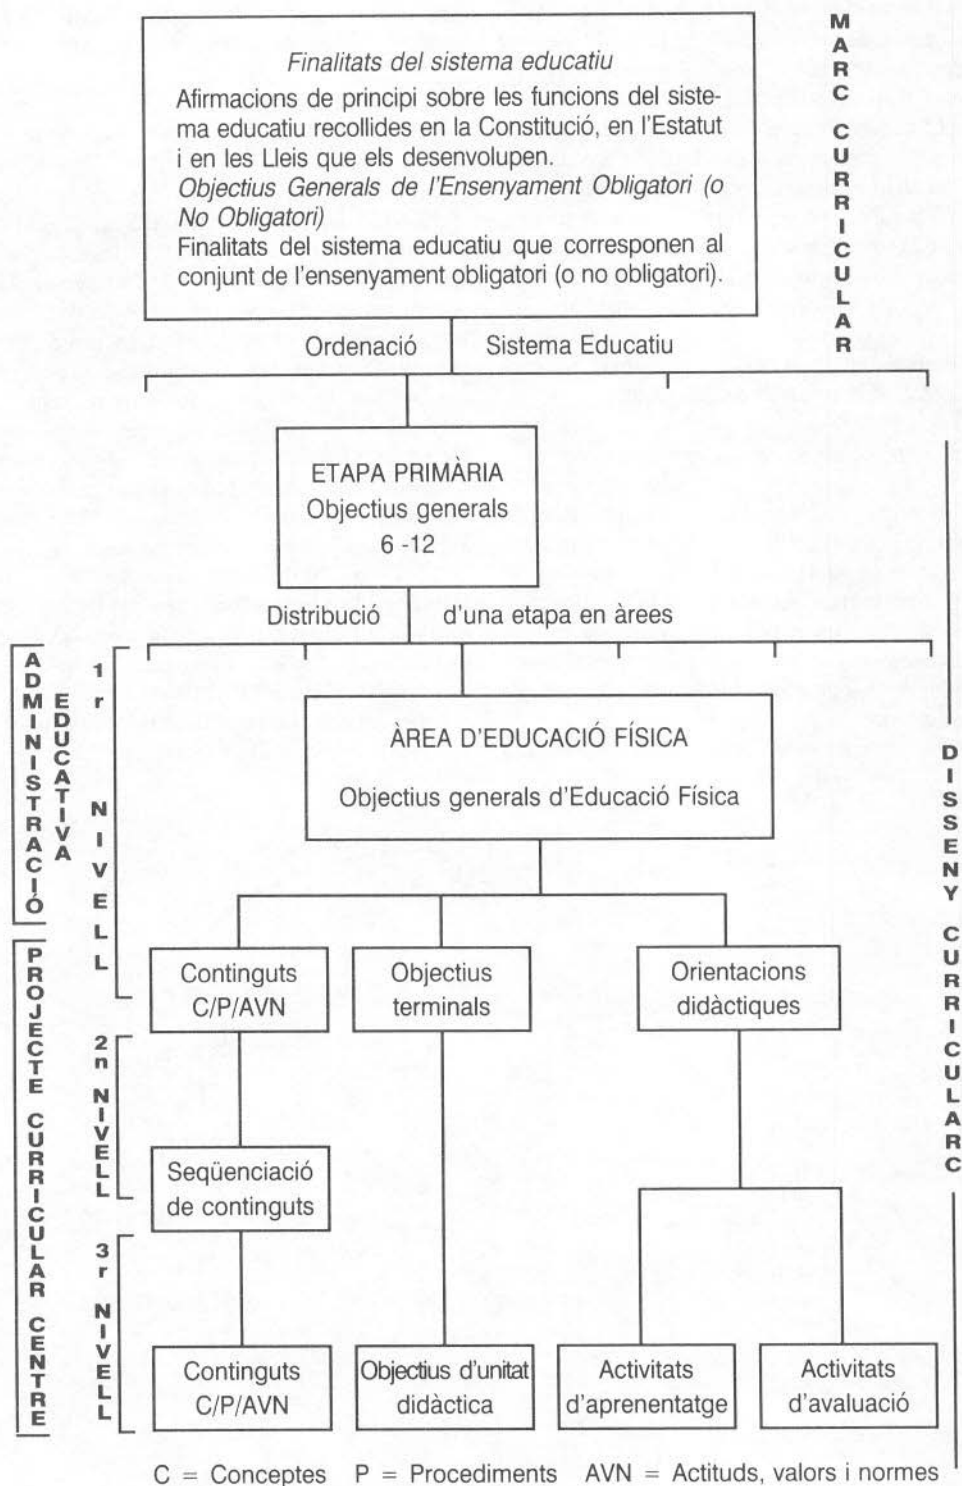 Finalitats del sistema educatiu
Afirmacions de principi sobre les funcions del siste-
ma educatiu recollides en la Constitució, en l'Estatut
i en les Lleis que els desenvolupen.
Objectius Generals de l'Ensenyament Obligatori (o
No Obligatori)
Finalitats del sistema educatiu que corresponen al
conjunt de l'ensenyament obligatori (o no obligatori).
MARC CURRICULAR
Ordenació Sistema Educatiu
ETAPA PRIMÀRIA
Objectius generals
6 -12
Distribució d'una etapa en àrees
ADMINISTRACIÓ
EDUCATIVA
1r NIVELL
ÀREA D'EDUCACIÓ FÍSICA
Objectius generals d'Educació Física
DISSENY CURRICULARC
Continguts
C/P/AVN
Objectius
terminals
Orientacions
didàctiques
PROJECTE CURRICULAR CENTRE
2n NIVELL
Seqüenciació
de continguts
3r NIVELL
Continguts
C/P/AVN
Objectius d'unitat
didàctica
Activitats
d'aprenentatge
Activitats
d'avaluació
C = Conceptes P = Procediments AVN = Actituds, valors i normes